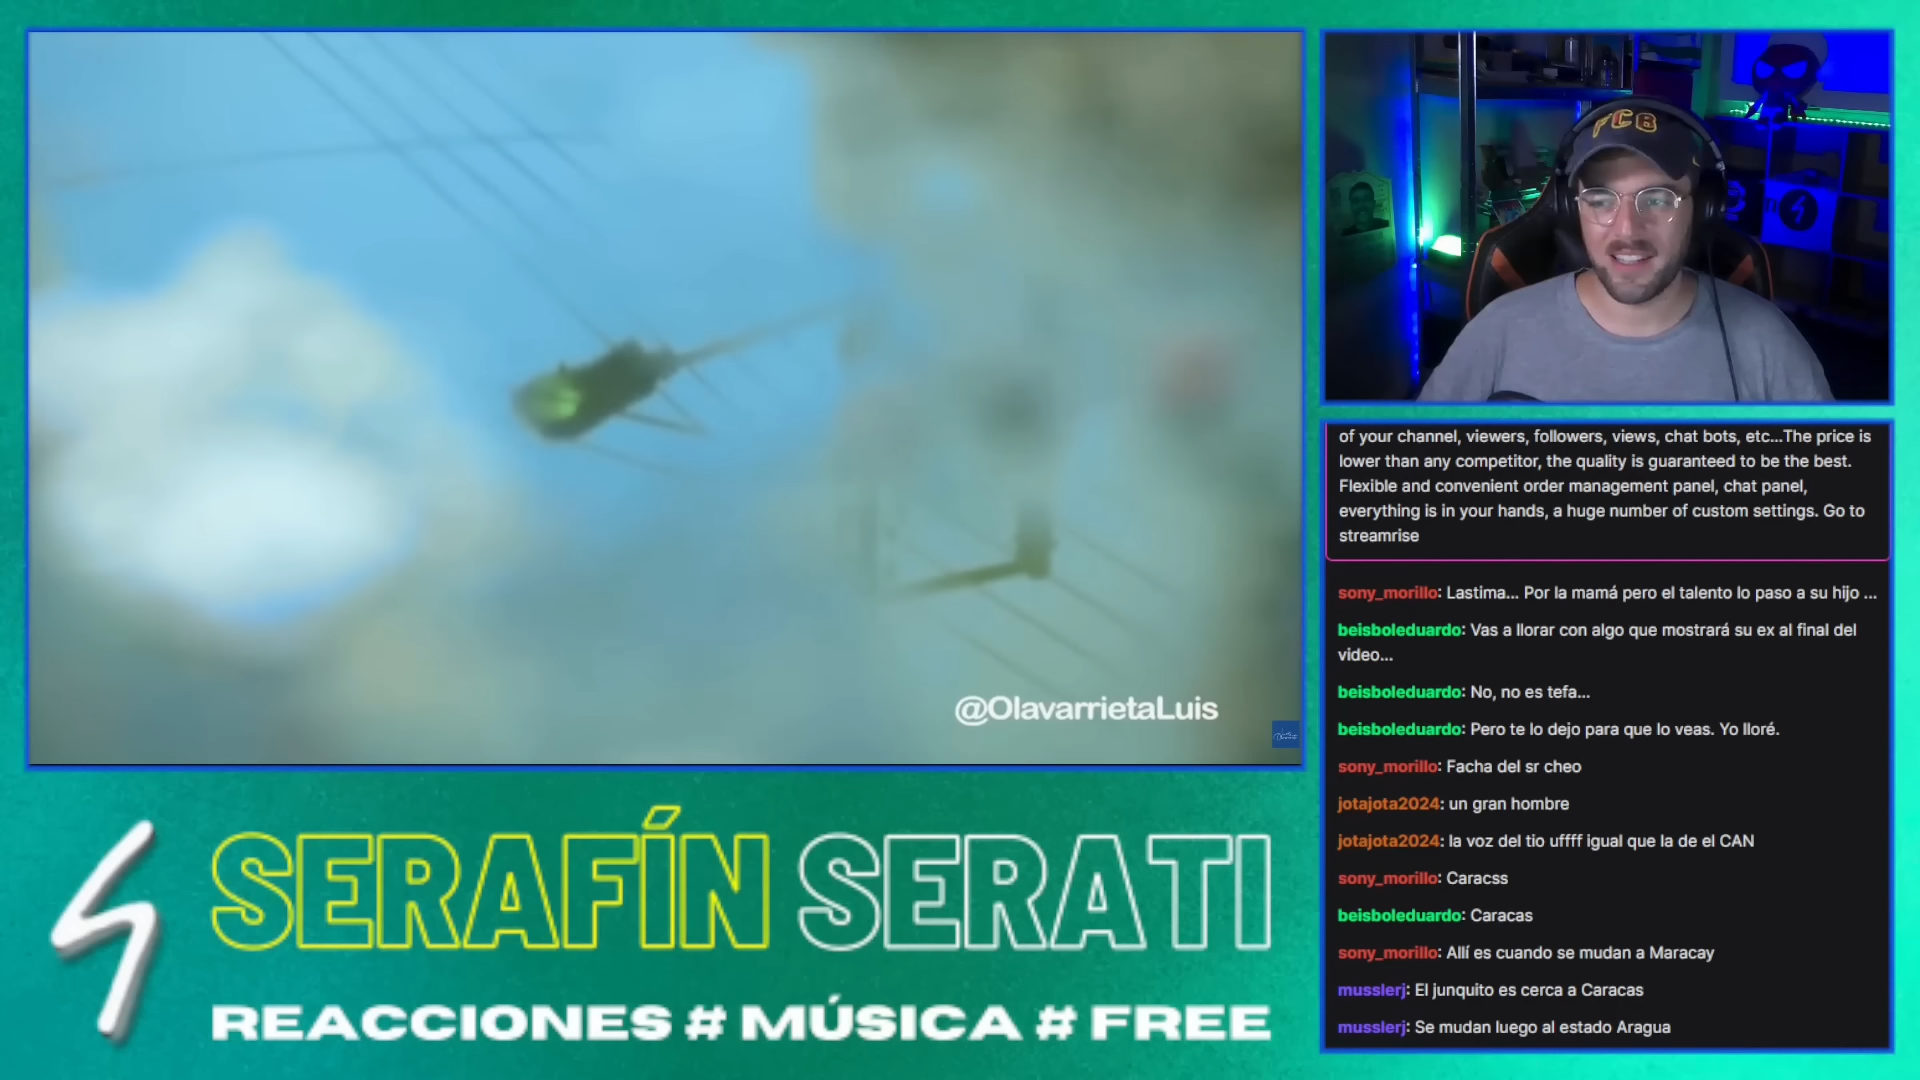 @OlavarrietaLuis
FCB
of your channel, viewers, followers, views, chat bots, etc...The price is
lower than any competitor, the quality is guaranteed to be the best.
Flexible and convenient order management panel, chat panel,
everything is in your hands, a huge number of custom settings. Go to
streamrise
sony_morillo: Lastima... Por la mamá pero el talento lo paso a su hijo ...
beisboleduardo: Vas a llorar con algo que mostrará su ex al final del
video...
beisboleduardo: No, no es tefa...
beisboleduardo: Pero te lo dejo para que lo veas. Yo lloré.
sony_morillo: Facha del sr cheo
jotajota2024: un gran hombre
jotajota2024: la voz del tio uffff igual que la de el CAN
sony_morillo: Caracss
beisboleduardo: Caracas
sony_morillo: Allí es cuando se mudan a Maracay
musslerj: El junquito es cerca a Caracas
musslerj: Se mudan luego al estado Aragua
SERAFÍN SERATI
REACCIONES # MÚSICA # FREE